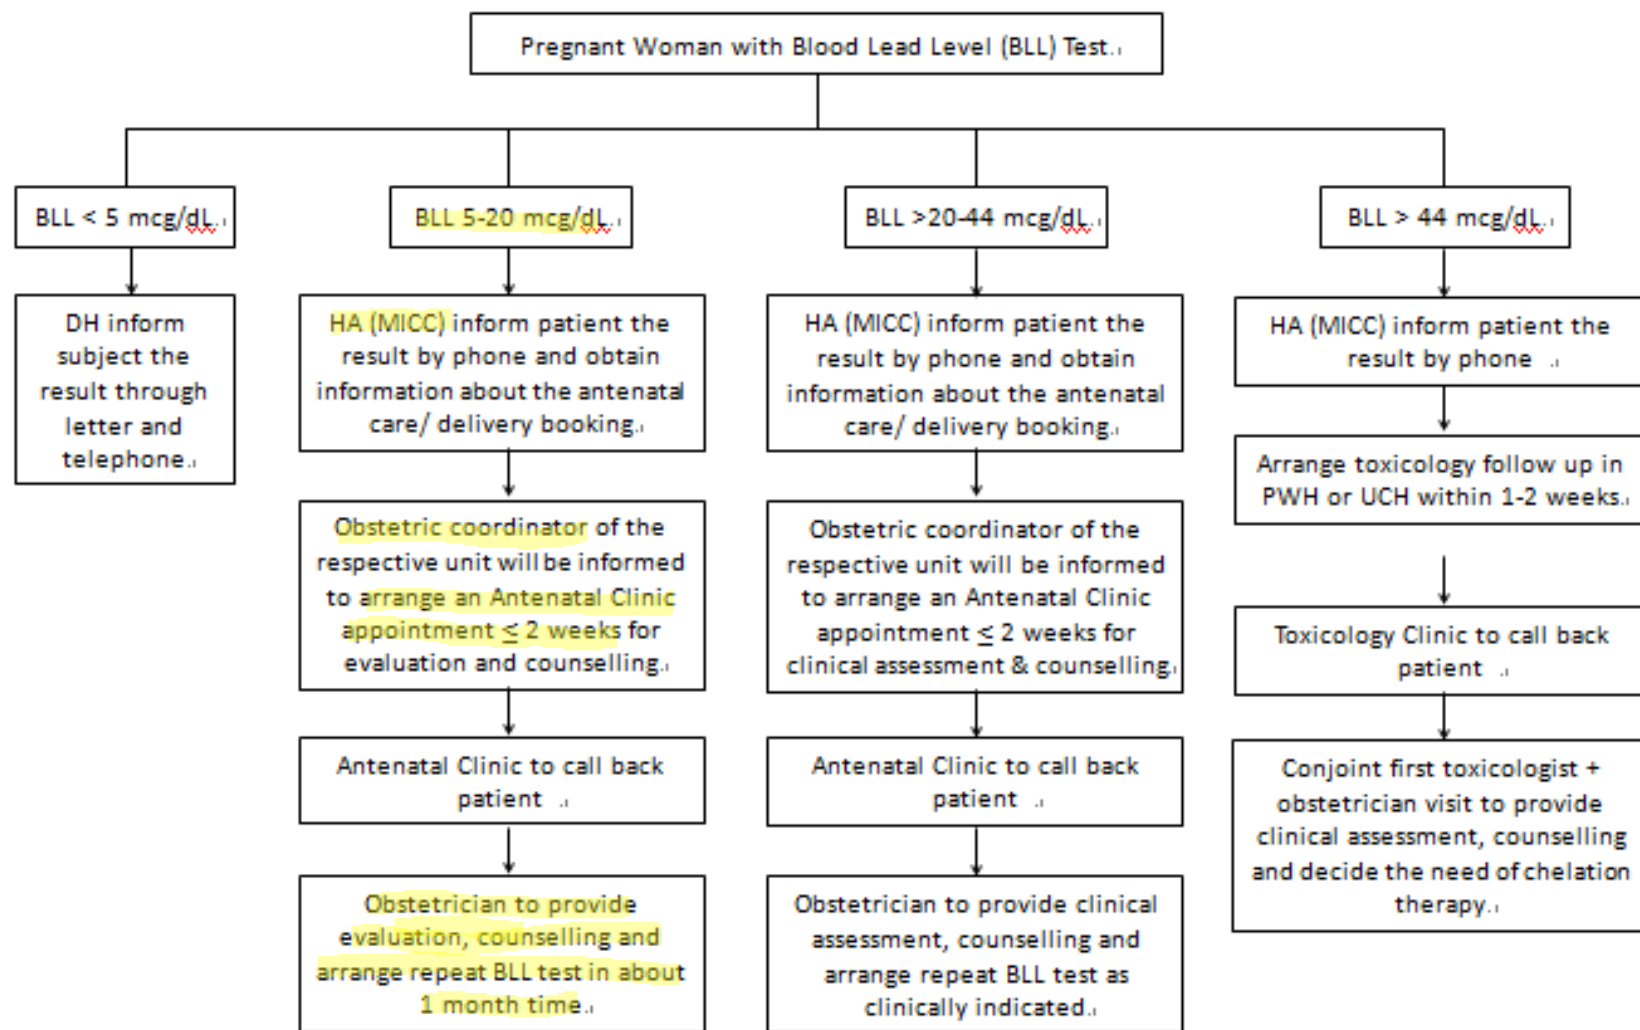 Pregnant Woman with Blood Lead Level (BLL) Test.
BLL < 5 mcg/dL.
DH inform
subject the
result through
letter and
telephone.
BLL 5-20 mcg/dL.
HA (MICC) inform patient the
result by phone and obtain
information about the antenatal
care/ delivery booking.
Obstetric coordinator of the
respective unit will be informed
to arrange an Antenatal Clinic
appointment ≤ 2 weeks for
evaluation and counselling.
Antenatal Clinic to call back
patient .
Obstetrician to provide
evaluation, counselling and
arrange repeat BLL test in about
1 month time.
BLL >20-44 mcg/dL.
HA (MICC) inform patient the
result by phone and obtain
information about the antenatal
care/ delivery booking.
Obstetric coordinator of the
respective unit will be informed
to arrange an Antenatal Clinic
appointment ≤ 2 weeks for
clinical assessment & counselling.
Antenatal Clinic to call back
patient .
Obstetrician to provide clinical
assessment, counselling and
arrange repeat BLL test as
clinically indicated.
BLL > 44 mcg/dL.
HA (MICC) inform patient the
result by phone .
Arrange toxicology follow up in
PWH or UCH within 1-2 weeks.
Toxicology Clinic to call back
patient .
Conjoint first toxicologist +
obstetrician visit to provide
clinical assessment, counselling
and decide the need of chelation
therapy.